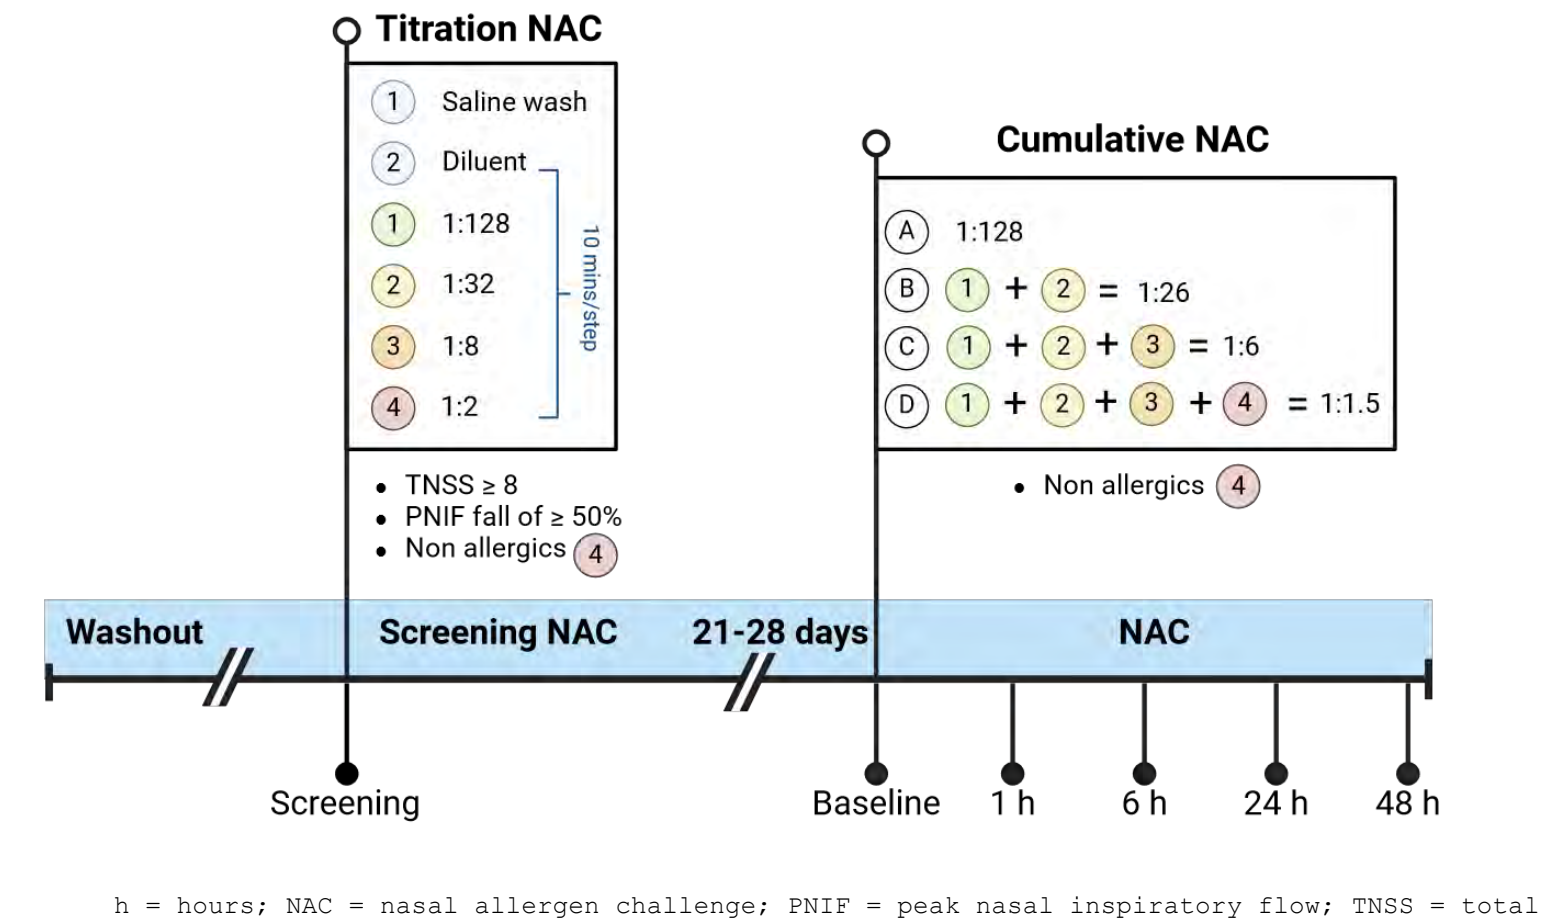 Titration NAC
1 Saline wash
2 Diluent
1 1:128
2 1:32
3 1:8
4 1:2
10 mins/step
• TNSS ≥ 8
• PNIF fall of ≥ 50%
• Non allergics 4
Cumulative NAC
A 1:128
B 1 + 2 = 1:26
C 1 + 2 + 3 = 1:6
D 1 + 2 + 3 + 4 = 1:1.5
• Non allergics 4
Washout Screening NAC 21-28 days NAC
Screening Baseline 1 h 6 h 24 h 48 h
h = hours; NAC = nasal allergen challenge; PNIF = peak nasal inspiratory flow; TNSS = total